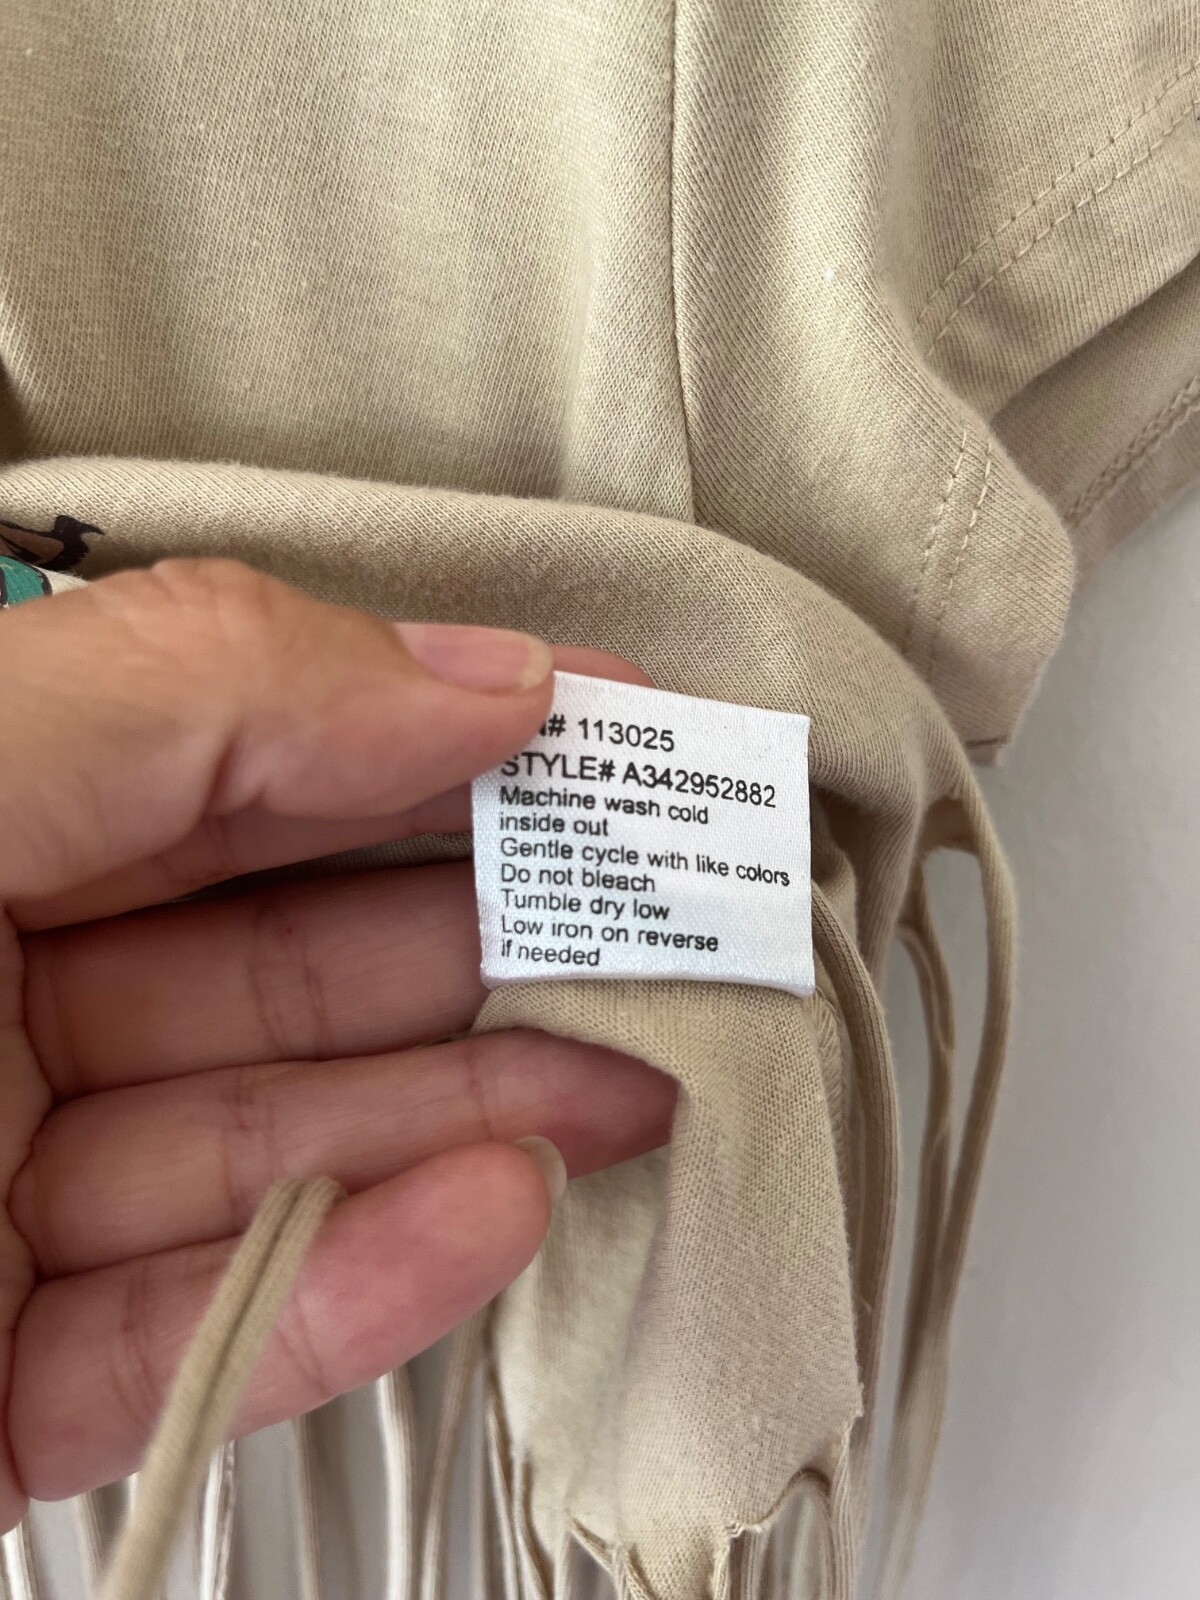 # 113025
STYLE# A342952882
Machine wash cold
inside out
Gentle cycle with like colors
Do not bleach
Tumble dry low
Low iron on reverse
if needed